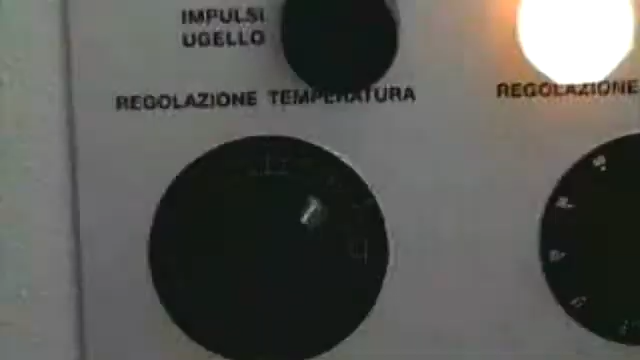 IMPULSI
UGELLO
REGOLAZIONE TEMPERATURA
REGOLAZIONE